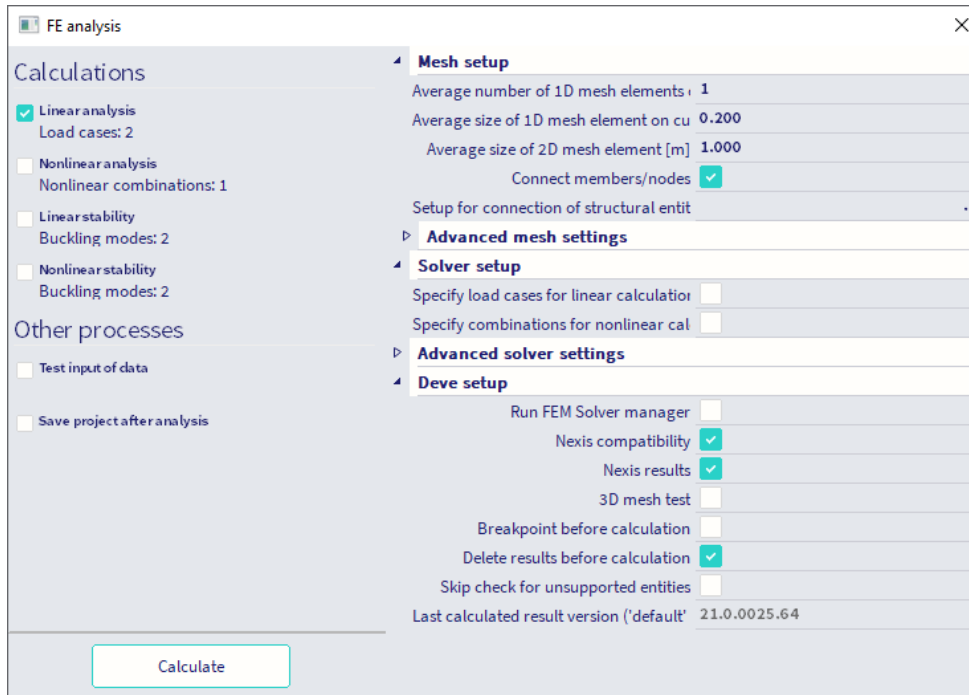 FE analysis
Calculations
Linear analysis
Load cases: 2
Nonlinear analysis
Nonlinear combinations: 1
Linear stability
Buckling modes: 2
Nonlinear stability
Buckling modes: 2
Other processes
Test input of data
Save project after analysis
Calculate
Mesh setup
Average number of 1D mesh elements 1
Average size of 1D mesh element on cu 0.200
Average size of 2D mesh element [m] 1.000
Connect members/nodes
Setup for connection of structural entit
Advanced mesh settings
Solver setup
Specify load cases for linear calculation
Specify combinations for nonlinear cal
Advanced solver settings
Deve setup
Run FEM Solver manager
Nexis compatibility
Nexis results
3D mesh test
Breakpoint before calculation
Delete results before calculation
Skip check for unsupported entities
Last calculated result version ('default' 21.0.0025.64